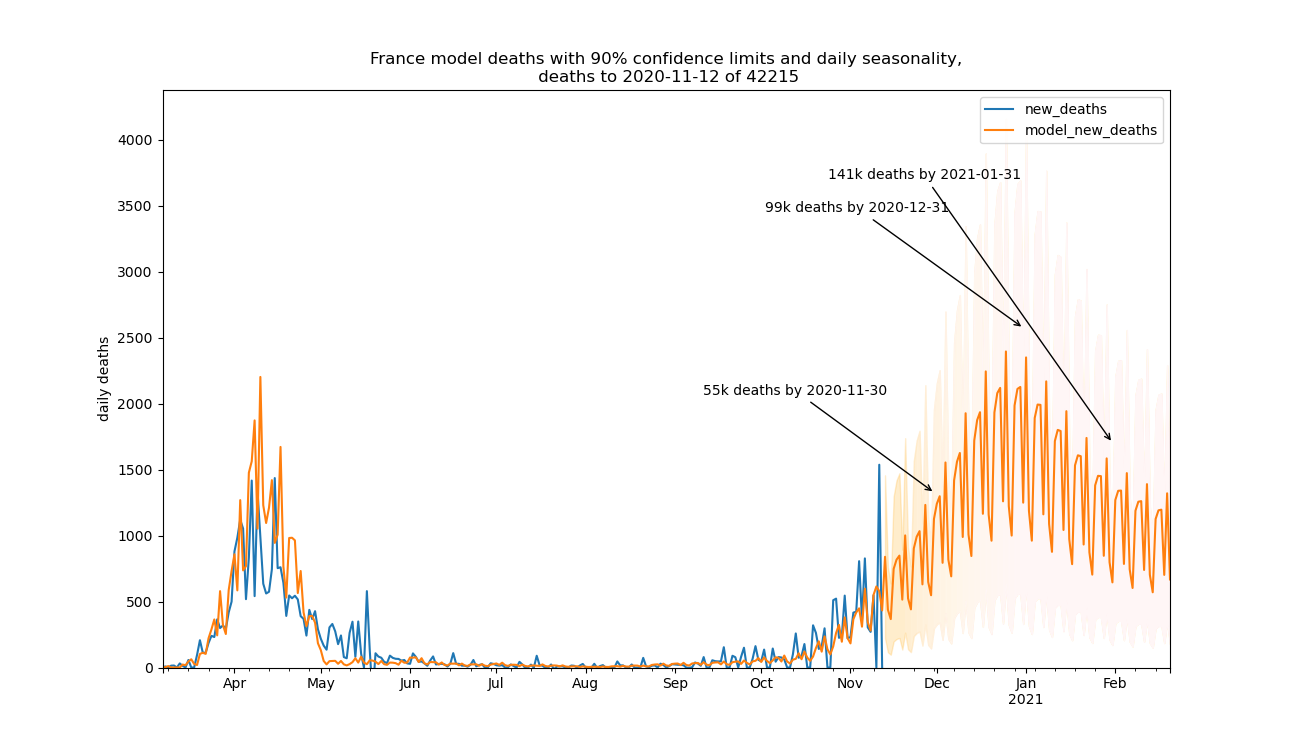 France model deaths with 90% confidence limits and daily seasonality,
deaths to 2020-11-12 of 42215
new_deaths
model_new_deaths
141k deaths by 2021-01-31
99k deaths by 2020-12-31
55k deaths by 2020-11-30
daily deaths
4000
3500
3000
2500
2000
1500
1000
500
0
Apr May Jun Jul Aug Sep Oct Nov Dec Jan Feb
2021